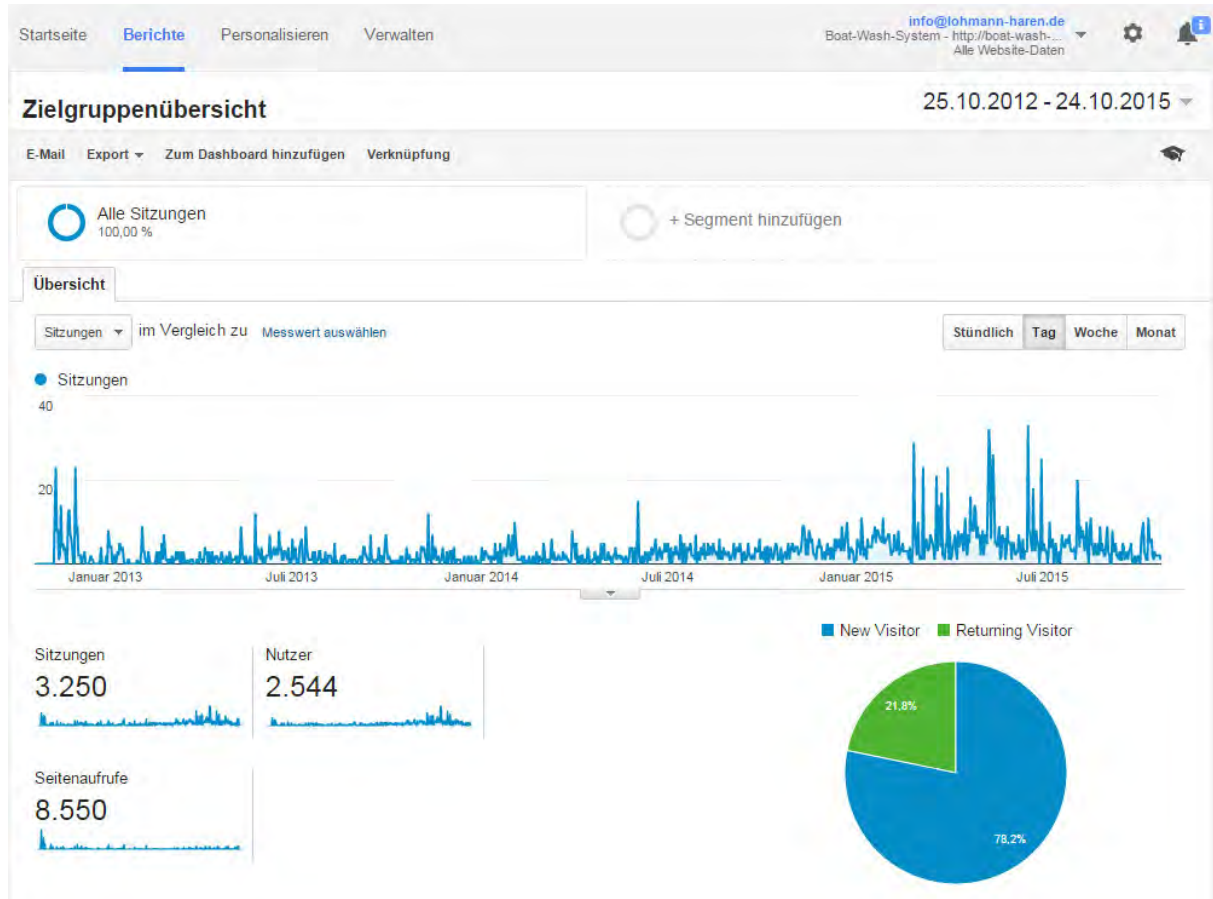 Startseite Berichte Personalisieren Verwalten
info@lohmann-haren.de
Boat-Wash-System - http://boat-wash-...
Alle Website-Daten
i
Zielgruppenübersicht
25.10.2012 - 24.10.2015
E-Mail Export Zum Dashboard hinzufügen Verknüpfung
Alle Sitzungen
100,00 %
+ Segment hinzufügen
Übersicht
Sitzungen im Vergleich zu Messwert auswählen
Stündlich Tag Woche Monat
Sitzungen
40
20
Januar 2013 Juli 2013 Januar 2014 Juli 2014 Januar 2015 Juli 2015
New Visitor Returning Visitor
Sitzungen
3.250
Nutzer
2.544
Seitenaufrufe
8.550
21,8%
78,2%